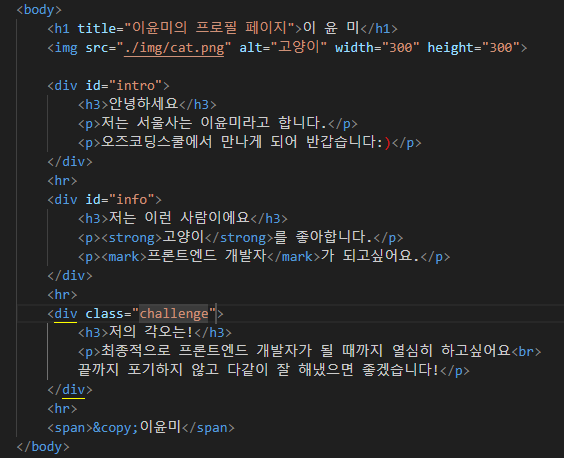 <body>
<h1 title="이윤미의 프로필 페이지">이 윤 미</h1>
<img src="./img/cat.png" alt="고양이" width="300" height="300">
<div id="intro">
<h3>안녕하세요</h3>
<p>저는 서울사는 이윤미라고 합니다.</p>
<p>오즈코딩스쿨에서 만나게 되어 반갑습니다:)</p>
</div>
<hr>
<div id="info">
<h3>저는 이런 사람이에요</h3>
<p><strong>고양이</strong>를 좋아합니다.</p>
<p><mark>프론트엔드 개발자</mark>가 되고싶어요.</p>
</div>
<hr>
<div class="challenge">
<h3>저의 각오는!</h3>
<p>최종적으로 프론트엔드 개발자가 될 때까지 열심히 하고싶어요<br>
끝까지 포기하지 않고 다같이 잘 해냈으면 좋겠습니다!</p>
</div>
<hr>
<span>&copy;이윤미</span>
</body>